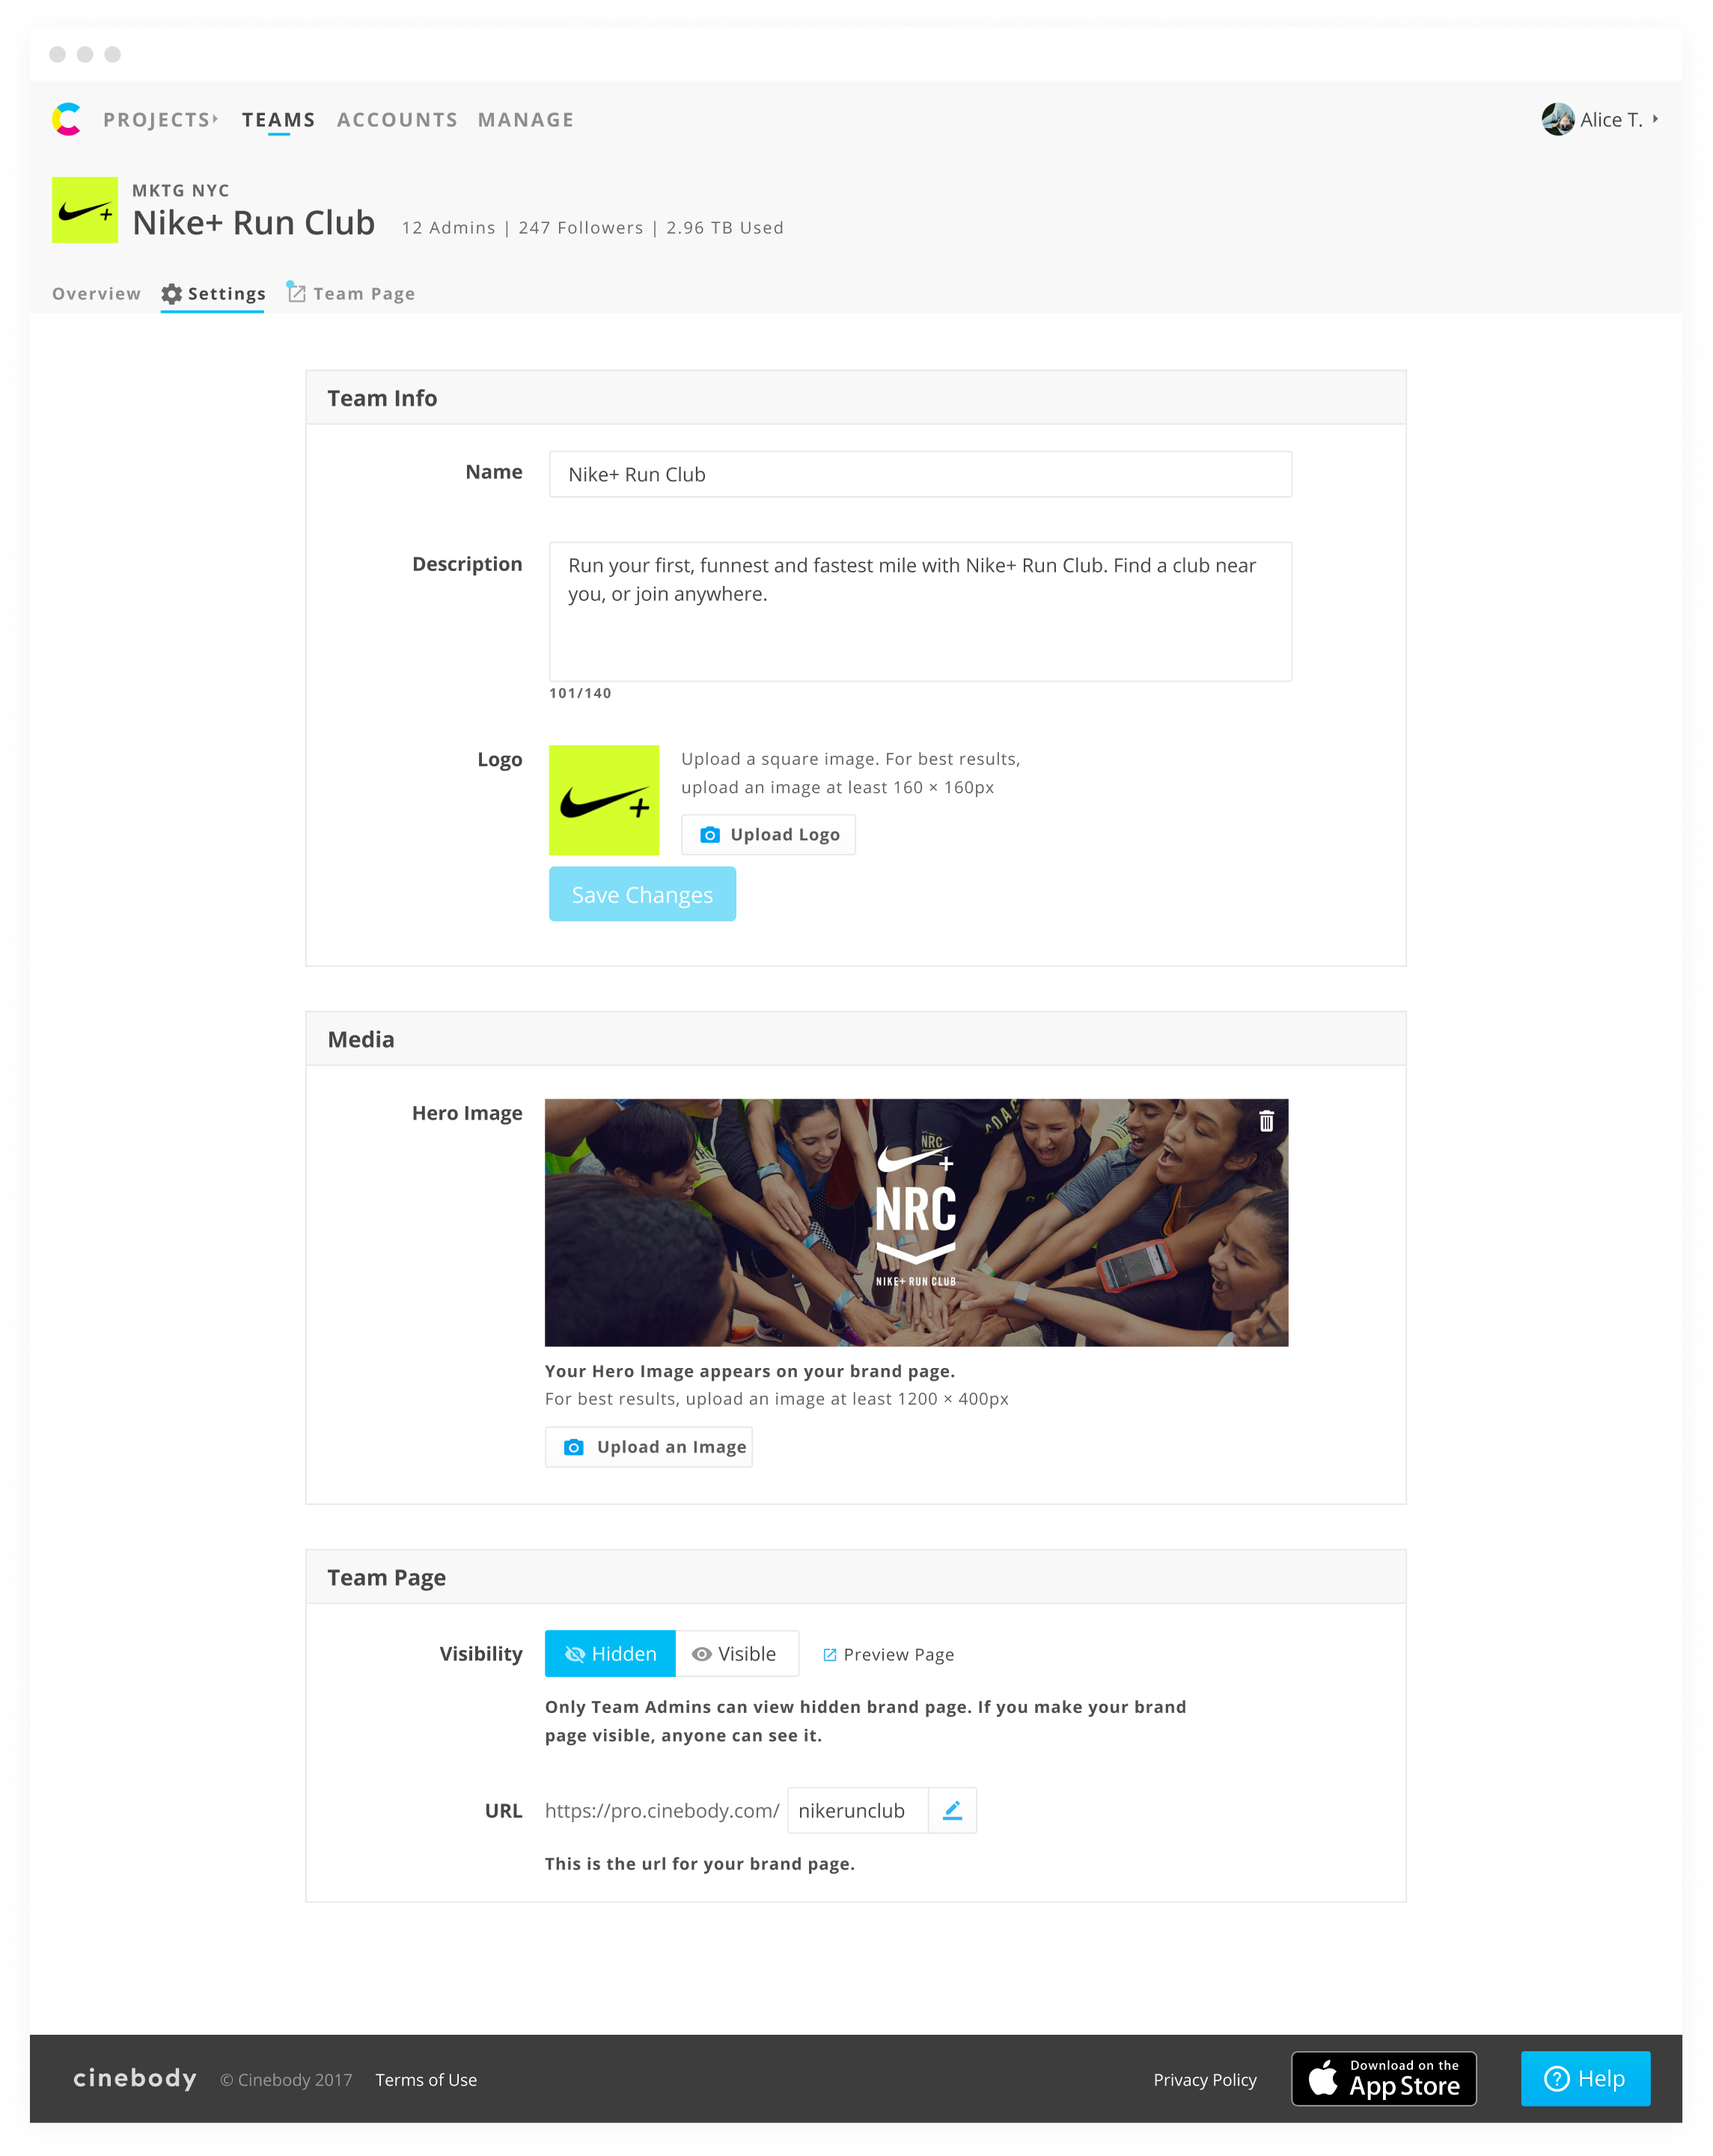 PROJECTS TEAMS ACCOUNTS MANAGE
Alice T.
MKTG NYC
Nike+ Run Club
12 Admins | 247 Followers | 2.96 TB Used
Overview Settings Team Page
Team Info
Name
Nike+ Run Club
Description
Run your first, funnest and fastest mile with Nike+ Run Club. Find a club near
you, or join anywhere.
101/140
Logo
Upload a square image. For best results,
upload an image at least 160 × 160px
Upload Logo
Save Changes
Media
Hero Image
NRC
NRC
NIKE+ RUN CLUB
Your Hero Image appears on your brand page.
For best results, upload an image at least 1200 × 400px
Upload an Image
Team Page
Visibility
Hidden Visible Preview Page
Only Team Admins can view hidden brand page. If you make your brand
page visible, anyone can see it.
URL
https://pro.cinebody.com/ nikerunclub
This is the url for your brand page.
cinebody © Cinebody 2017 Terms of Use
Privacy Policy
Download on the
App Store
Help